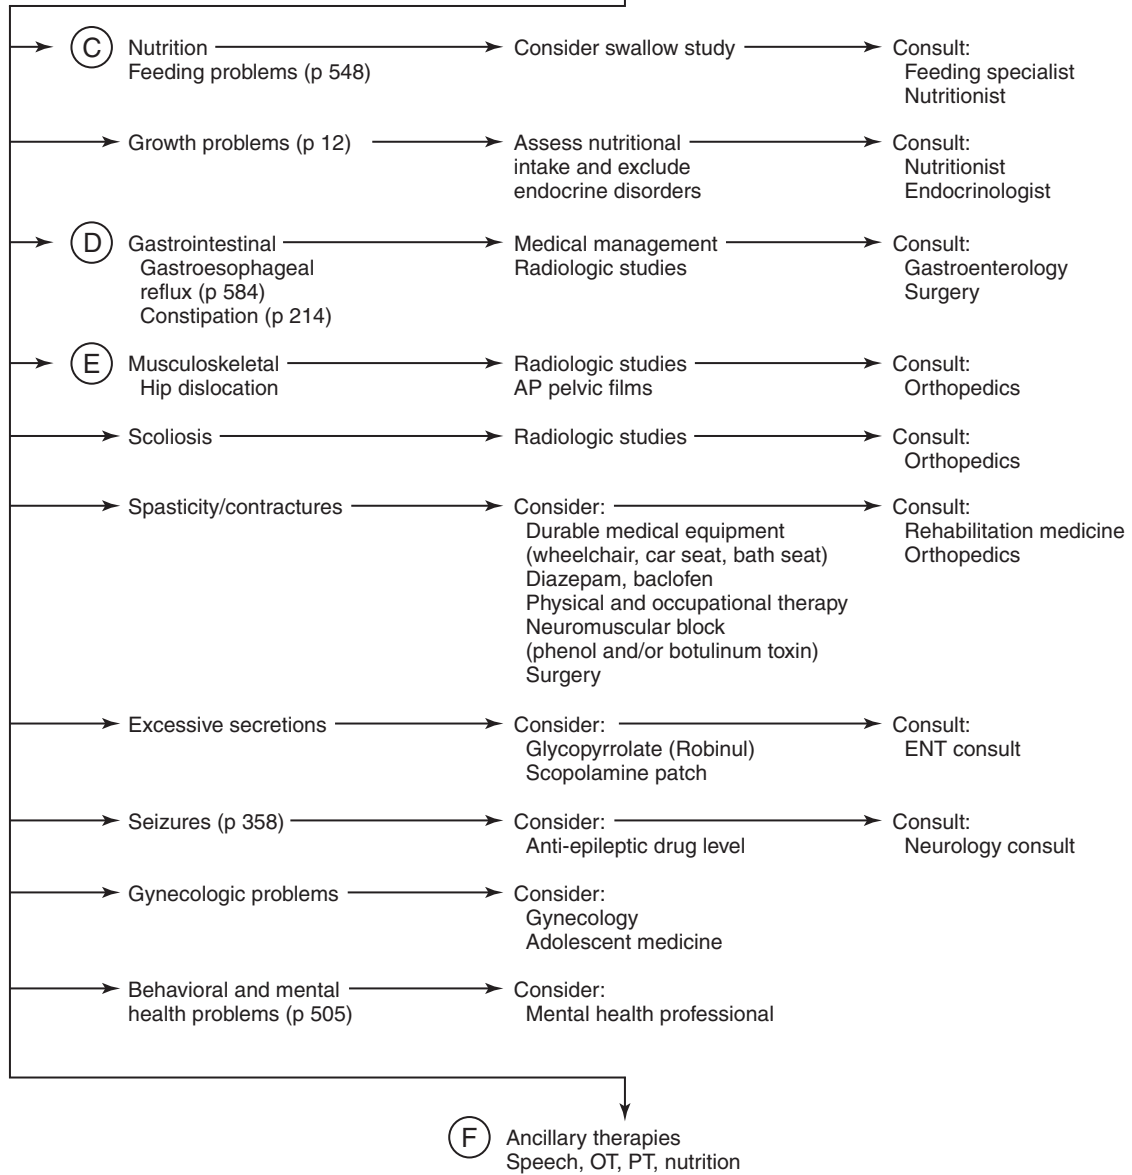 C Nutrition Consider swallow study Consult:
Feeding problems (p 548) Feeding specialist
Nutritionist
Growth problems (p 12) Assess nutritional Consult:
intake and exclude Nutritionist
endocrine disorders Endocrinologist
D Gastrointestinal Medical management Consult:
Gastroesophageal Radiologic studies Gastroenterology
reflux (p 584) Surgery
Constipation (p 214)
E Musculoskeletal Radiologic studies Consult:
Hip dislocation AP pelvic films Orthopedics
Scoliosis Radiologic studies Consult:
Orthopedics
Spasticity/contractures Consider: Consult:
Durable medical equipment Rehabilitation medicine
(wheelchair, car seat, bath seat) Orthopedics
Diazepam, baclofen
Physical and occupational therapy
Neuromuscular block
(phenol and/or botulinum toxin)
Surgery
Excessive secretions Consider: Consult:
Glycopyrrolate (Robinul) ENT consult
Scopolamine patch
Seizures (p 358) Consider: Consult:
Anti-epileptic drug level Neurology consult
Gynecologic problems Consider:
Gynecology
Adolescent medicine
Behavioral and mental Consider:
health problems (p 505) Mental health professional
F Ancillary therapies
Speech, OT, PT, nutrition